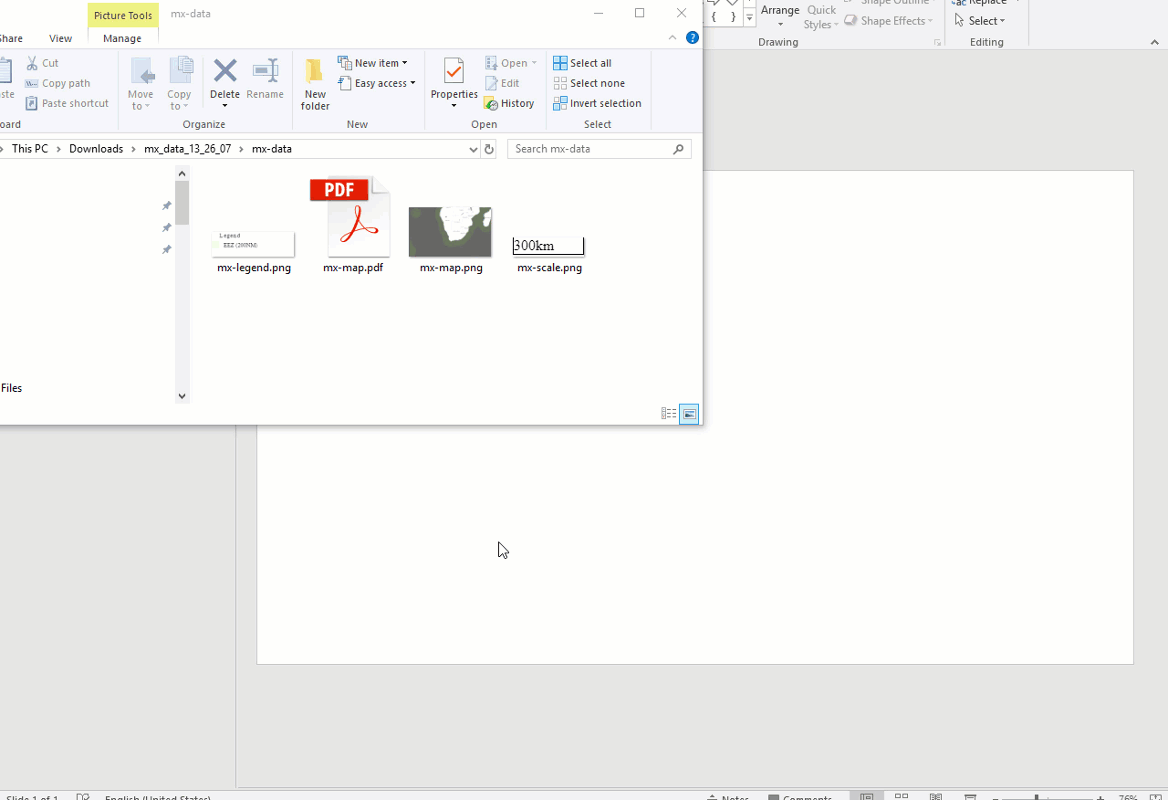 Picture Tools mx-data
Share View Manage
Shape Outline
Replace
Arrange Quick Styles Shape Effects
Select
Drawing Editing
Cut
Copy path
Paste shortcut
Move to
Copy to
Delete
Rename
Organize
New folder
New item
Easy access
New
Properties
Open
Edit
History
Open
Select all
Select none
Invert selection
Select
This PC > Downloads > mx_data_13_26_07 > mx-data
Search mx-data
Legend
EEZ (200NM)
PDF
300km
mx-legend.png mx-map.pdf mx-map.png mx-scale.png
Files
Slide 1 of 1 English (United States) Notes Comments 76%